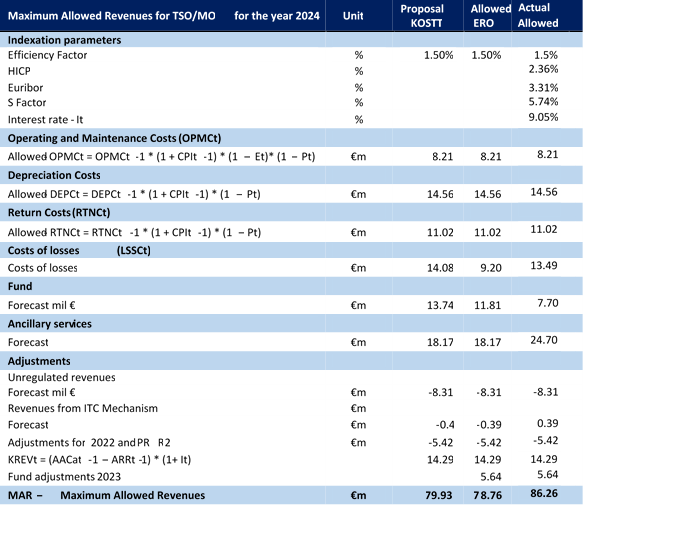 Maximum Allowed Revenues for TSO/MO for the year 2024 Unit Proposal KOSTT Allowed ERO Actual Allowed
Indexation parameters
Efficiency Factor % 1.50% 1.50% 1.5%
HICP % 2.36%
Euribor % 3.31%
S Factor % 5.74%
Interest rate - It % 9.05%
Operating and Maintenance Costs (OPMCt)
Allowed OPMCt = OPMCt -1 * (1 + CPIt -1) * (1 – Et)* (1 – Pt) €m 8.21 8.21 8.21
Depreciation Costs
Allowed DEPCt = DEPCt -1 * (1 + CPIt -1) * (1 – Pt) €m 14.56 14.56 14.56
Return Costs (RTNCt)
Allowed RTNCt = RTNCt -1 * (1 + CPIt -1) * (1 – Pt) €m 11.02 11.02 11.02
Costs of losses (LSSCt)
Costs of losses €m 14.08 9.20 13.49
Fund
Forecast mil € €m 13.74 11.81 7.70
Ancillary services
Forecast €m 18.17 18.17 24.70
Adjustments
Unregulated revenues
Forecast mil € €m -8.31 -8.31 -8.31
Revenues from ITC Mechanism €m
Forecast €m -0.4 -0.39 0.39
Adjustments for 2022 and PR R2 €m -5.42 -5.42 -5.42
KREVt = (AACat -1 – ARRt -1) * (1+ It) 14.29 14.29 14.29
Fund adjustments 2023 5.64 5.64
MAR – Maximum Allowed Revenues €m 79.93 78.76 86.26